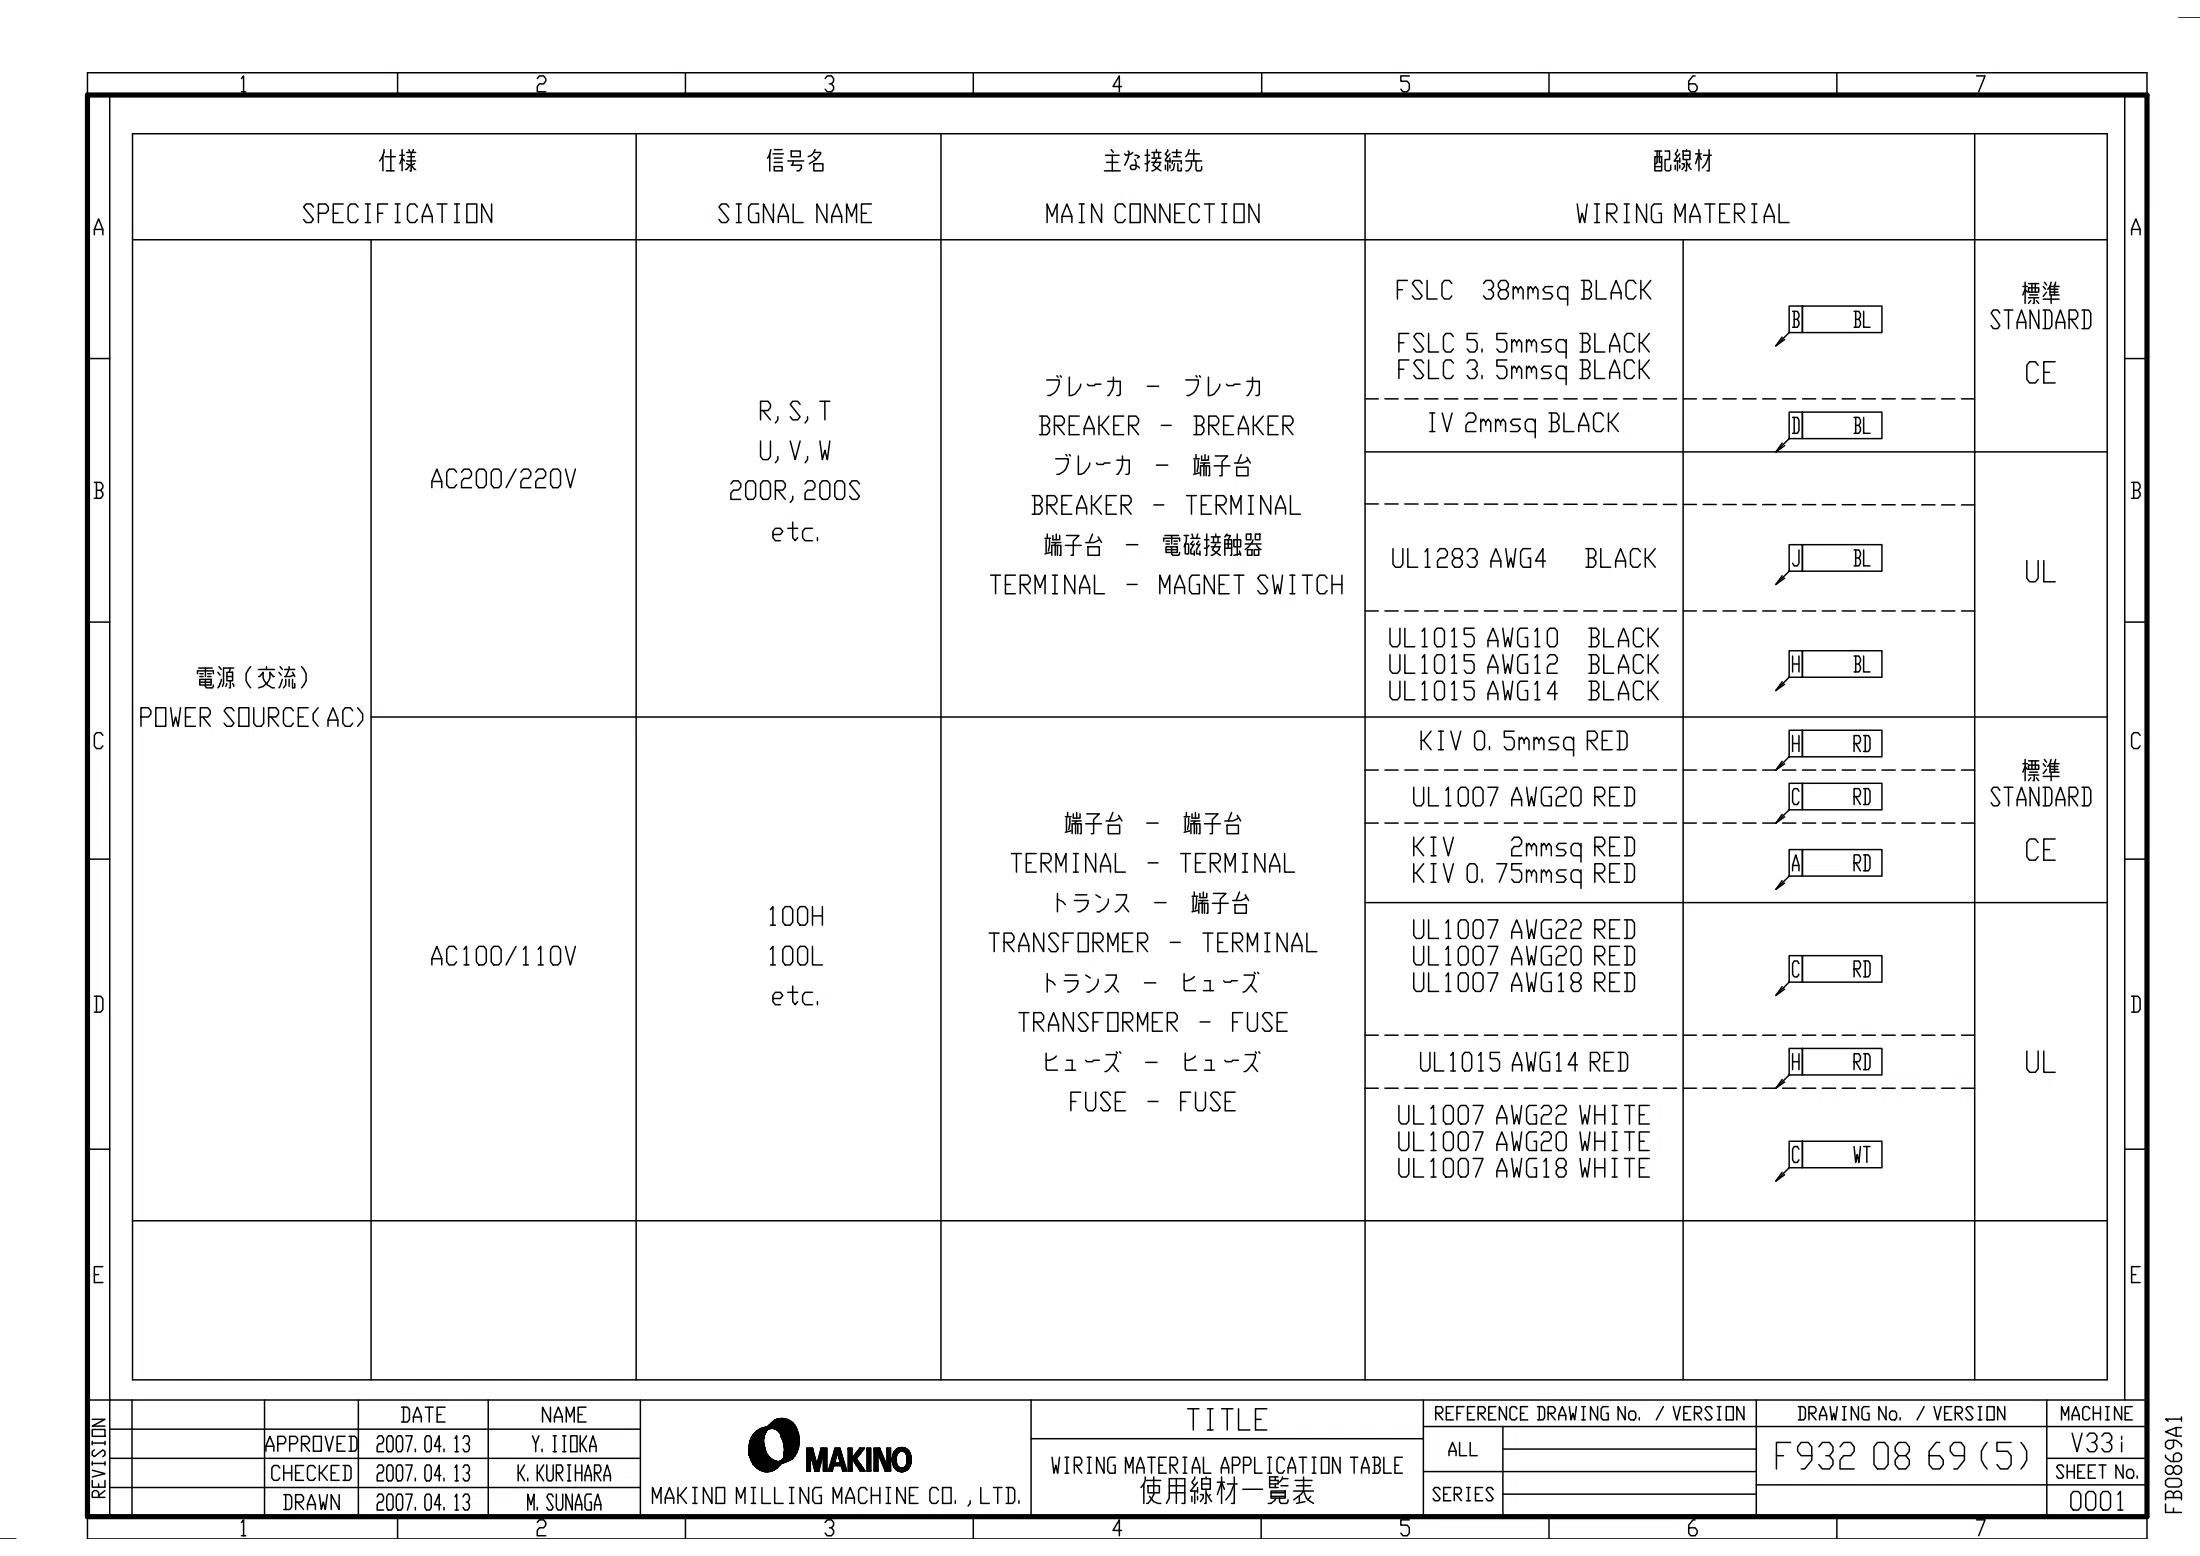 1 2 3 4 5 6 7
仕様
SPECIFICATION
信号名
SIGNAL NAME
主な接続先
MAIN CONNECTION
配線材
WIRING MATERIAL
A
A
B
B
C
C
D
D
E
E
電源(交流)
POWER SOURCE(AC)
AC200/220V
R, S, T
U, V, W
200R, 200S
etc.
ブレーカ - ブレーカ
BREAKER - BREAKER
ブレーカ - 端子台
BREAKER - TERMINAL
端子台 - 電磁接触器
TERMINAL - MAGNET SWITCH
FSLC 38mmsq BLACK
FSLC 5.5mmsq BLACK
FSLC 3.5mmsq BLACK
B BL
IV 2mmsq BLACK
D BL
標準
STANDARD
CE
UL1283 AWG4 BLACK
J BL
UL1015 AWG10 BLACK
UL1015 AWG12 BLACK
UL1015 AWG14 BLACK
H BL
UL
AC100/110V
100H
100L
etc.
端子台 - 端子台
TERMINAL - TERMINAL
トランス - 端子台
TRANSFORMER - TERMINAL
トランス - ヒューズ
TRANSFORMER - FUSE
ヒューズ - ヒューズ
FUSE - FUSE
KIV 0.5mmsq RED
H RD
UL1007 AWG20 RED
C RD
KIV 2mmsq RED
KIV 0.75mmsq RED
A RD
標準
STANDARD
CE
UL1007 AWG22 RED
UL1007 AWG20 RED
UL1007 AWG18 RED
C RD
UL1015 AWG14 RED
H RD
UL1007 AWG22 WHITE
UL1007 AWG20 WHITE
UL1007 AWG18 WHITE
C WT
UL
REVISION
DATE NAME
APPROVED 2007.04.13 Y. IIOKA
CHECKED 2007.04.13 K. KURIHARA
DRAWN 2007.04.13 M. SUNAGA
MAKINO
MAKINO MILLING MACHINE CO., LTD.
TITLE
WIRING MATERIAL APPLICATION TABLE
使用線材一覧表
REFERENCE DRAWING No. / VERSION
ALL
SERIES
DRAWING No. / VERSION
F932 08 69(5)
MACHINE
V33i
SHEET No.
0001
FB0869A1
1 2 3 4 5 6 7